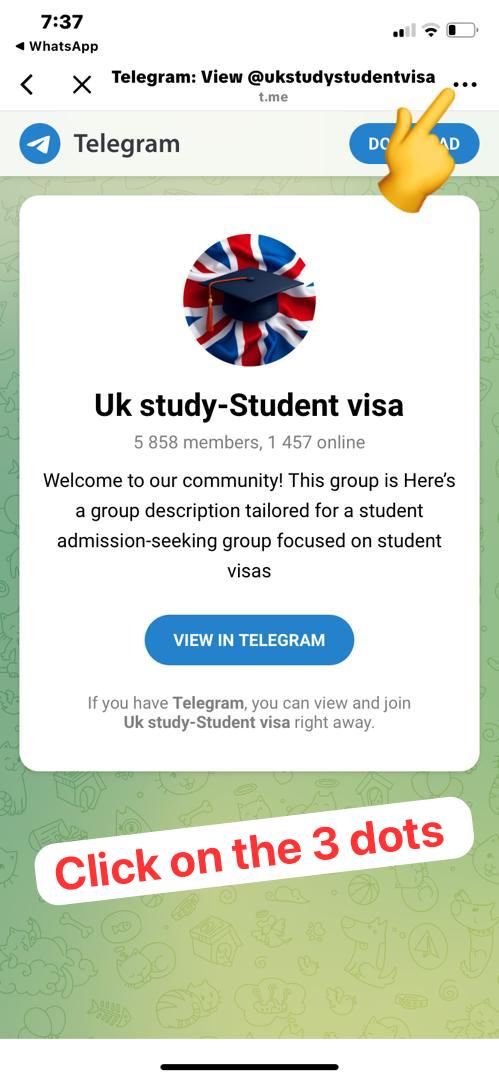 7:37
WhatsApp
Telegram: View @ukstudystudentvisa
t.me
Telegram
Uk study-Student visa
5 858 members, 1 457 online
Welcome to our community! This group is Here's
a group description tailored for a student
admission-seeking group focused on student
visas
VIEW IN TELEGRAM
If you have Telegram, you can view and join
Uk study-Student visa right away.
Click on the 3 dots